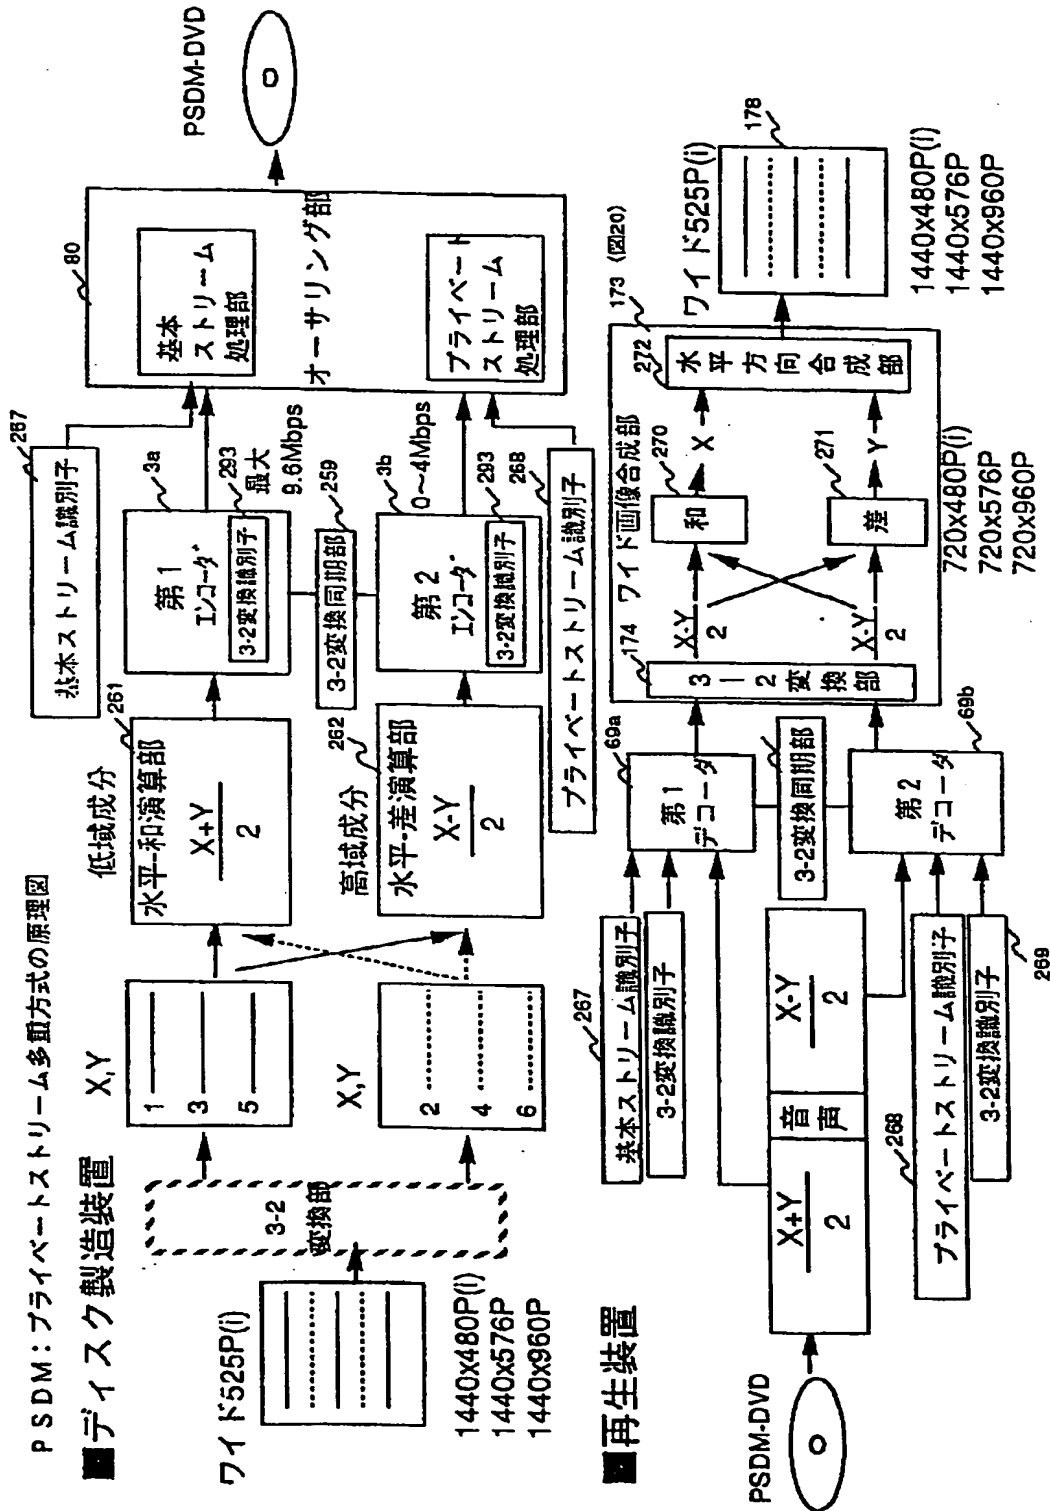 PSDM：プライベートストリーム多重方式の原理図
■ディスク製造装置
ワイド525P(i)
1440x480P(i)
1440x576P
1440x960P
3-2
変換部
X,Y
1
3
5
X,Y
2
4
6
低域成分
261
水平-和演算部
X+Y
2
高域成分
262
水平-差演算部
X-Y
2
基本ストリーム識別子
267
第1
エンコーダ
3a
3-2変換識別子
293
最大
9.6Mbps
3-2変換同期部
259
第2
エンコーダ
3b
0～4Mbps
3-2変換識別子
293
268
プライベートストリーム識別子
80
基本
ストリーム
処理部
オーサリング部
プライベート
ストリーム
処理部
PSDM-DVD
■再生装置
PSDM-DVD
X+Y
2
音声
X-Y
2
267
基本ストリーム識別子
3-2変換識別子
268
プライベートストリーム識別子
3-2変換識別子
269
69a
第1
デコーダ
3-2変換同期部
第2
デコーダ
69b
174
ワイド画像合成部
173
(図20)
3-2変換部
X-Y
2
X-Y
2
270
和
X
271
差
Y
272
水平方向合成部
720x480P(i)
720x576P
720x960P
ワイド525P(i)
178
1440x480P(i)
1440x576P
1440x960P